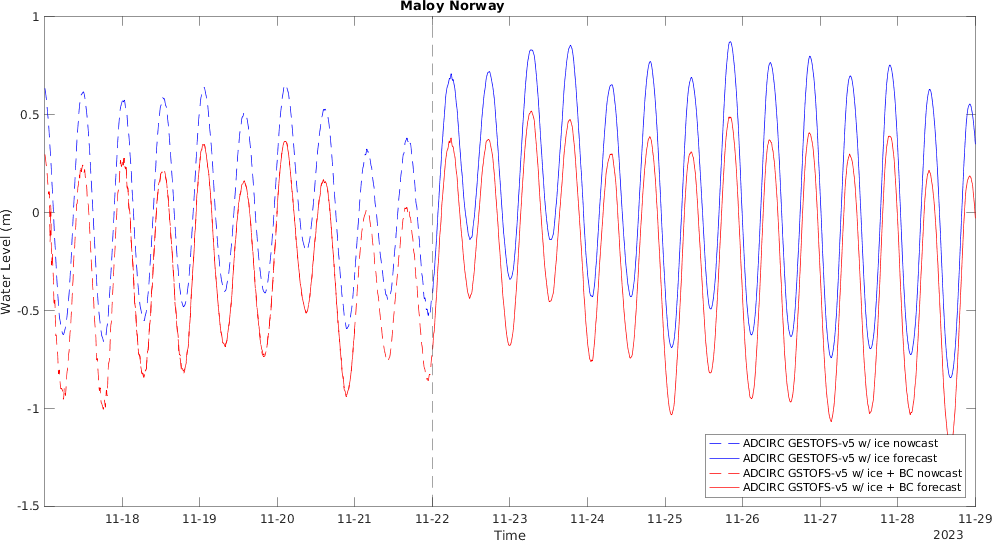 Maloy Norway
Water Level (m)
1
0.5
0
-0.5
-1
-1.5
ADCIRC GESTOFS-v5 w/ ice nowcast
ADCIRC GESTOFS-v5 w/ ice forecast
ADCIRC GSTOFS-v5 w/ ice + BC nowcast
ADCIRC GSTOFS-v5 w/ ice + BC forecast
11-18 11-19 11-20 11-21 11-22 11-23 11-24 11-25 11-26 11-27 11-28 11-29
Time
2023